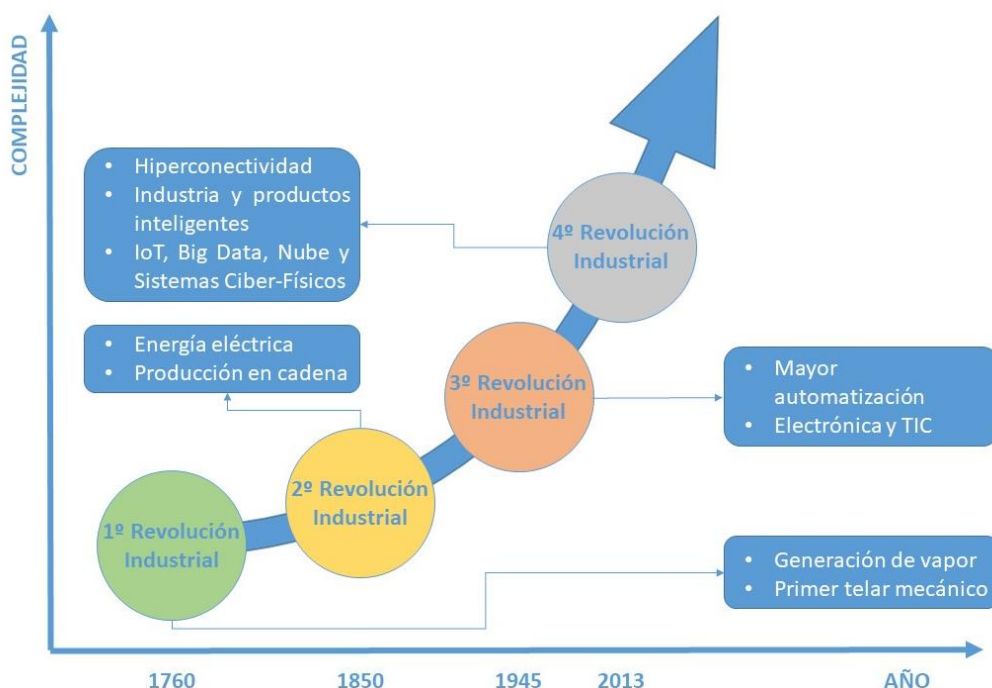 COMPLEJIDAD
• Hiperconectividad
• Industria y productos
inteligentes
• IoT, Big Data, Nube y
Sistemas Ciber-Físicos
4º Revolución
Industrial
• Energía eléctrica
• Producción en cadena
3º Revolución
Industrial
• Mayor
automatización
• Electrónica y TIC
2º Revolución
Industrial
1º Revolución
Industrial
• Generación de vapor
• Primer telar mecánico
1760
1850
1945
2013
AÑO